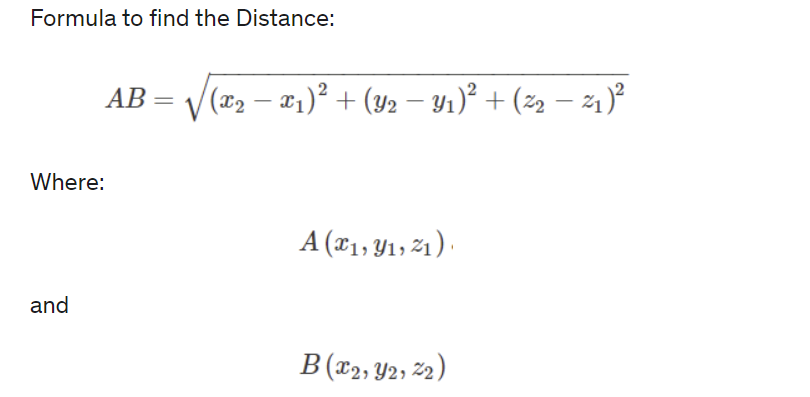 Formula to find the Distance:
AB = √(x₂ − x₁)² + (y₂ − y₁)² + (z₂ − z₁)²
Where:
A (x₁, y₁, z₁) .
and
B (x₂, y₂, z₂)